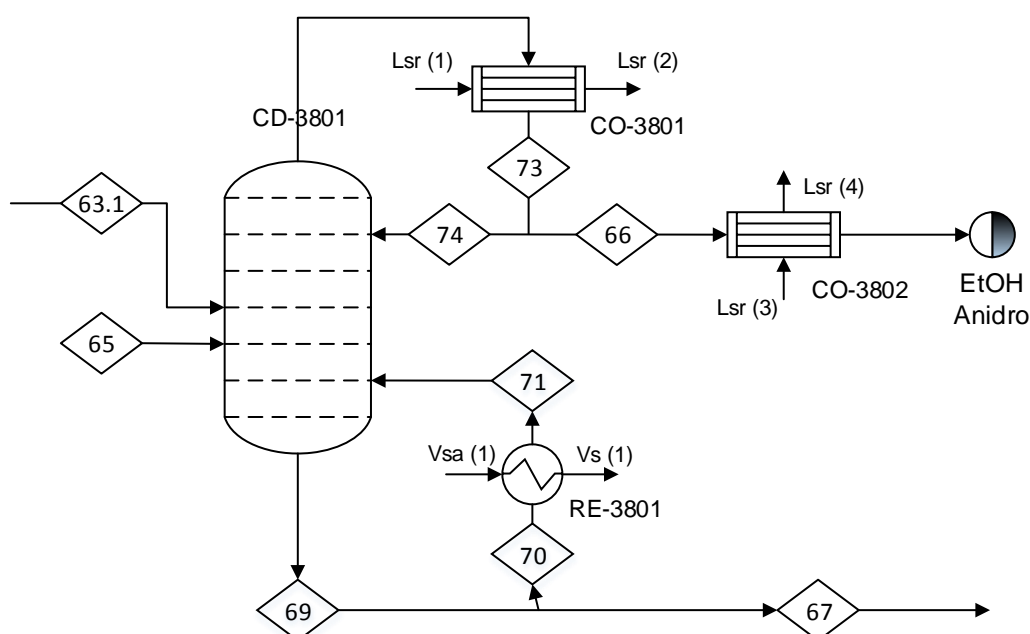 Lsr (1)
Lsr (2)
CD-3801
CO-3801
73
63.1
74
66
Lsr (4)
Lsr (3)
CO-3802
EtOH
Anidro
65
71
Vsa (1)
Vs (1)
RE-3801
70
69
67